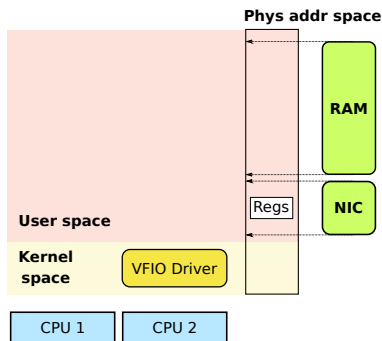 Phys addr space
RAM
Regs
NIC
User space
Kernel
space
VFIO Driver
CPU 1
CPU 2